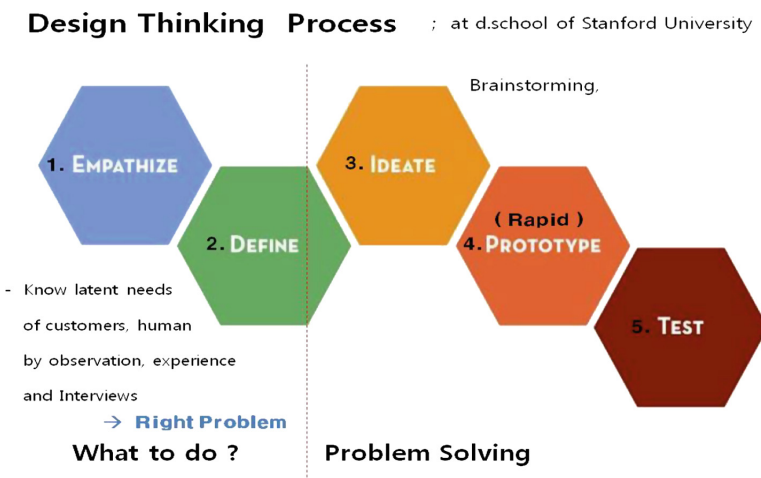 Design Thinking Process ; at d.school of Stanford University
Brainstorming,
1. EMPATHIZE
3. IDEATE
2. DEFINE
( Rapid )
4. PROTOTYPE
5. TEST
- Know latent needs
of customers, human
by observation, experience
and Interviews
→ Right Problem
What to do ?
Problem Solving